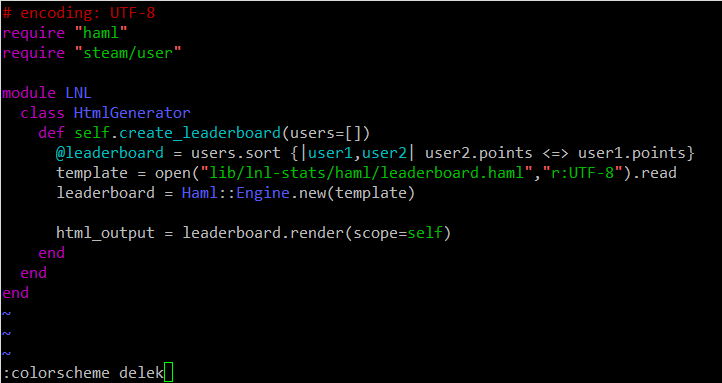 # encoding: UTF-8
require "haml"
require "steam/user"

module LNL
  class HtmlGenerator
    def self.create_leaderboard(users=[])
      @leaderboard = users.sort {|user1,user2| user2.points <=> user1.points}
      template = open("lib/lnl-stats/haml/leaderboard.haml","r:UTF-8").read
      leaderboard = Haml::Engine.new(template)

      html_output = leaderboard.render(scope=self)
    end
  end
end
~
~
~
:colorscheme delek